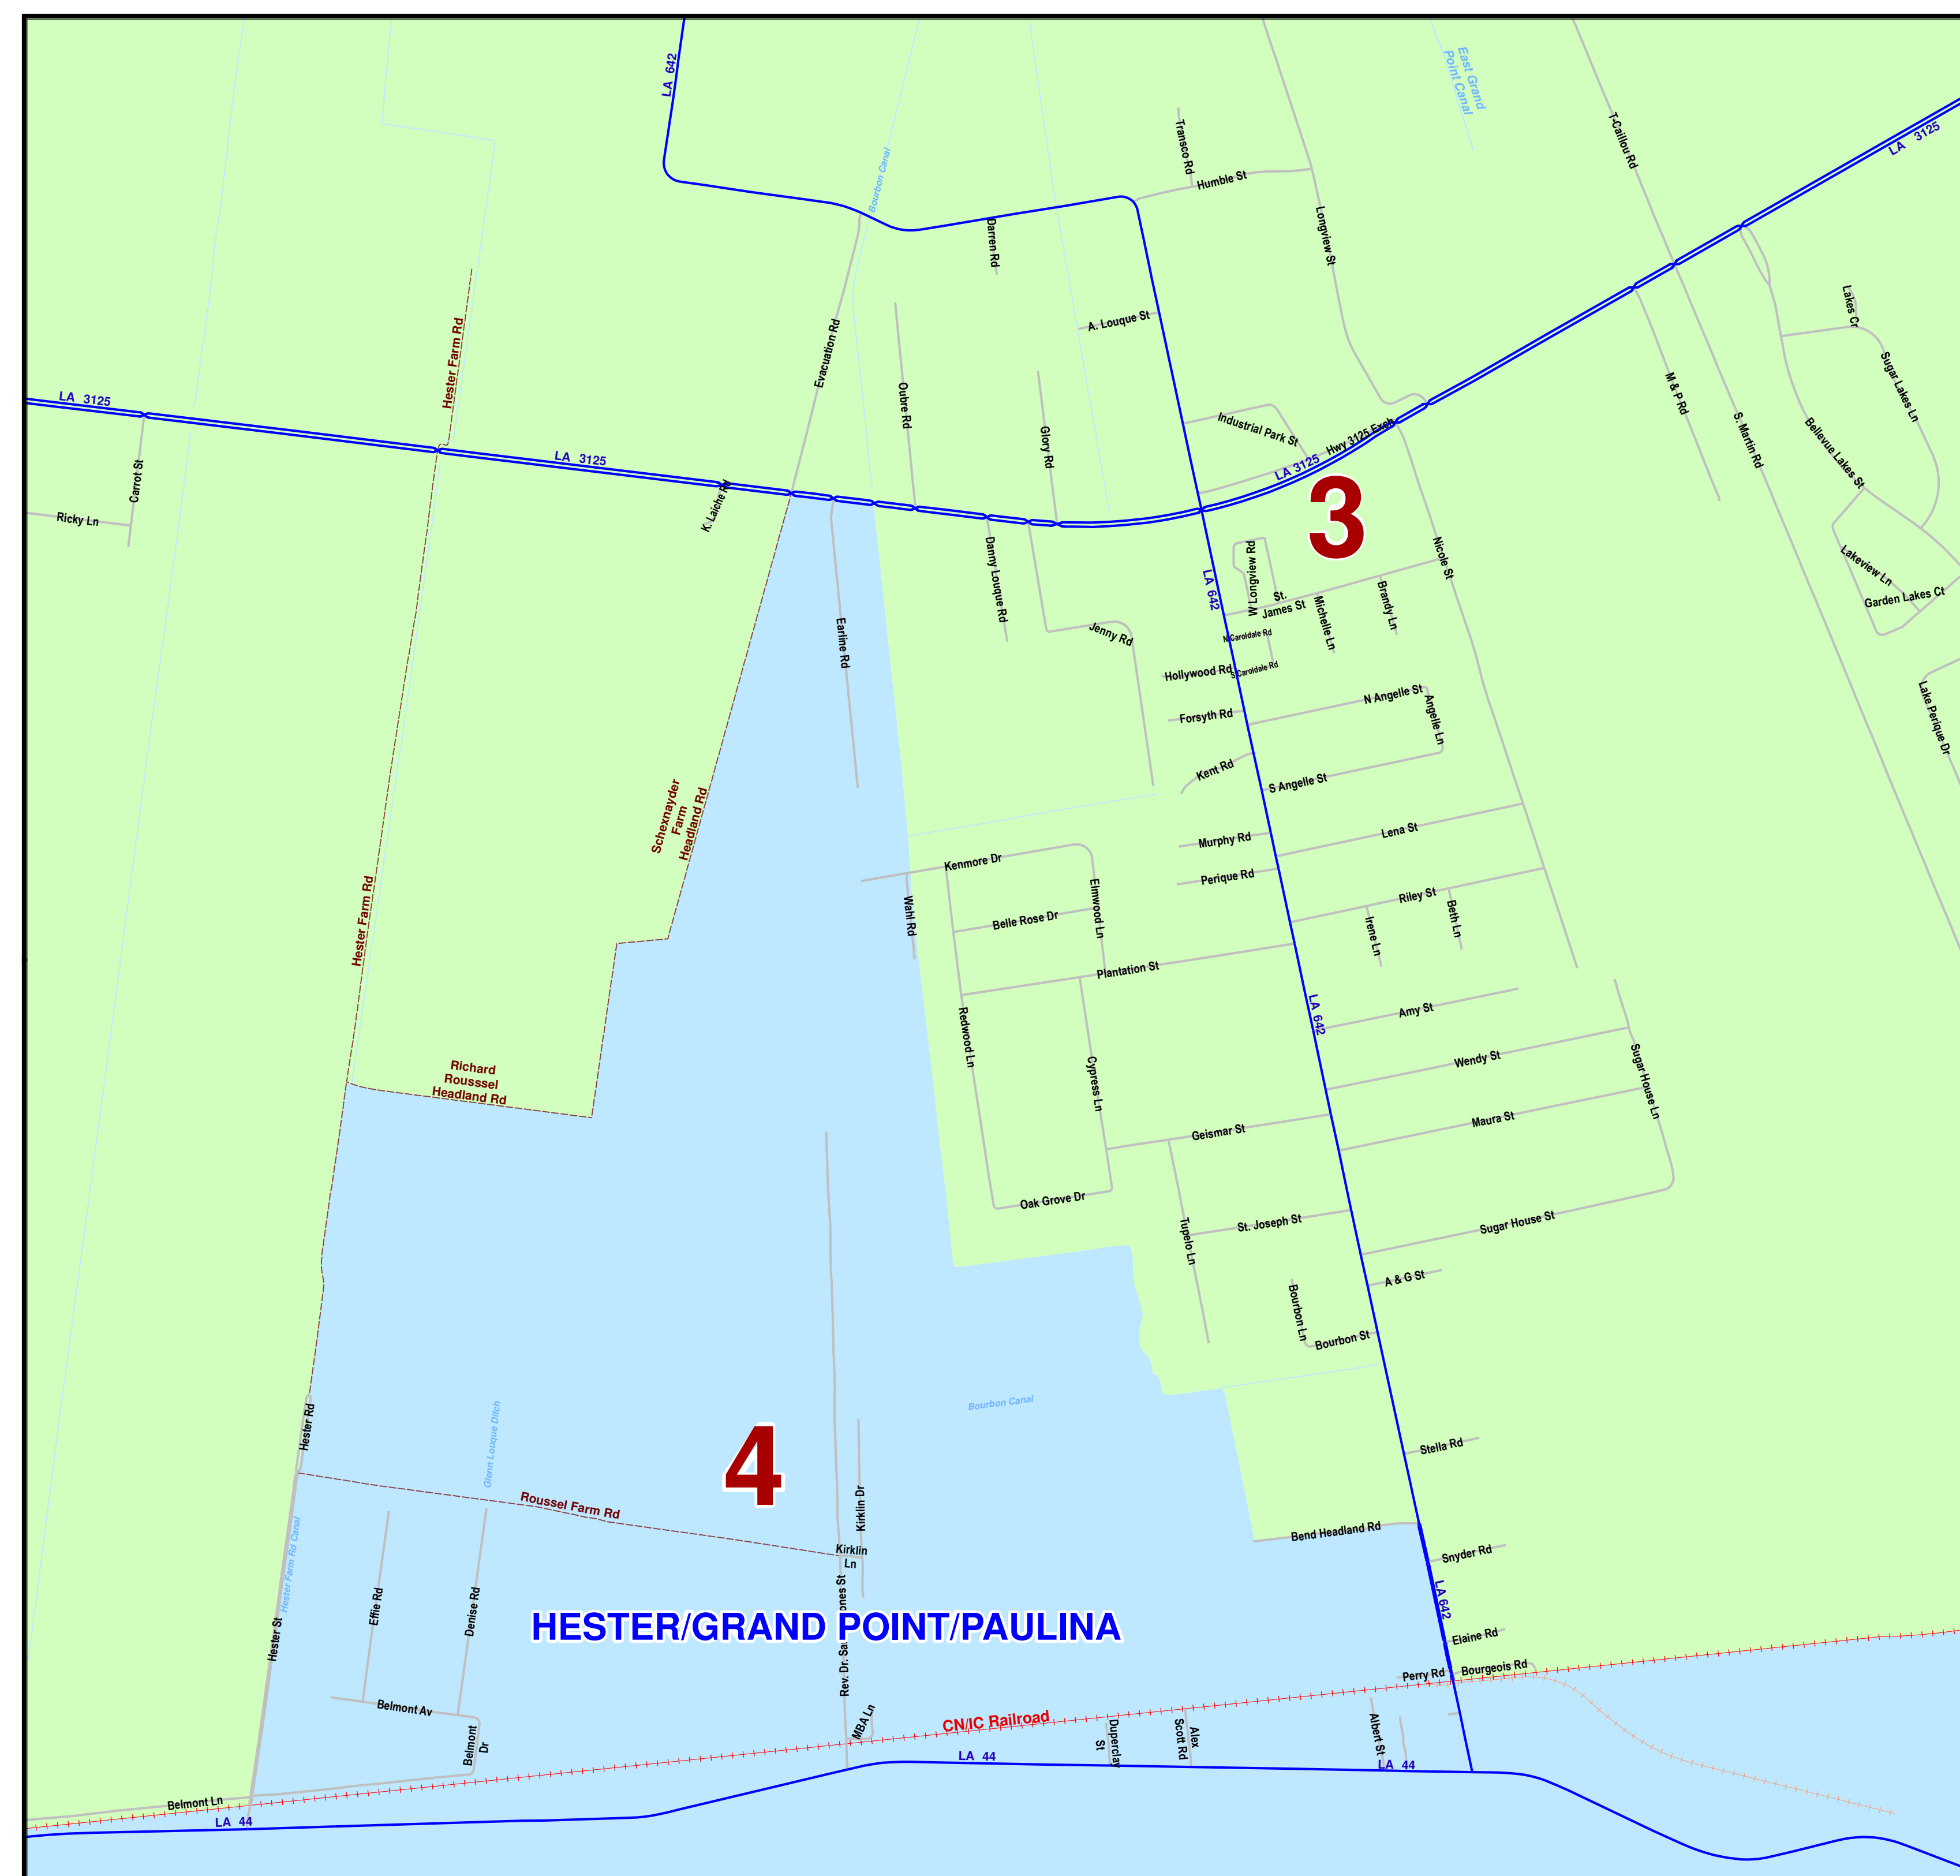 LA 642
East Grand
Point Canal
LA 3125
T-Caillou Rd
Transco Rd
Humble St
Bourbon Canal
Longview St
Darren Rd
Lakes Cr
A. Louque St
Hester Farm Rd
Evacuation Rd
Sugar Lakes Ln
LA 3125
Oubre Rd
M & P Rd
Industrial Park St
Hwy 3125 Exch
Glory Rd
S. Martin Rd
Bellevue Lakes St
LA 3125
LA 3125
Carrot St
K. Laiche Rd
3
Ricky Ln
Nicole St
W Longview Rd
Danny Louque Rd
LA 642
Lakeview Ln
Garden Lakes Ct
St.
James St
Michelle Ln
Brandy Ln
Earline Rd
Jenny Rd
N Caroldale Rd
Hollywood Rd
S Caroldale Rd
N Angelle St
Angelle Ln
Forsyth Rd
Lake Perique Dr
Kent Rd
S Angelle St
Schexnayder
Farm
Headland Rd
Murphy Rd
Lena St
Kenmore Dr
Perique Rd
Elmwood Ln
Riley St
Wahl Rd
Belle Rose Dr
Irene Ln
Beth Ln
Hester Farm Rd
Plantation St
LA 642
Amy St
Redwood Ln
Wendy St
Cypress Ln
Sugar House Ln
Richard
Rousssel
Headland Rd
Maura St
Geismar St
Oak Grove Dr
St. Joseph St
Sugar House St
Tupelo Ln
A & G St
Bourbon Ln
Bourbon St
Bourbon Canal
Hester Rd
Glenn Louque Ditch
4
Stella Rd
Roussel Farm Rd
Kirklin Dr
Bend Headland Rd
Kirklin
Ln
Snyder Rd
Hester Farm Rd Canal
Effie Rd
Denise Rd
LA 642
Rev. Dr.
HESTER/GRAND POINT/PAULINA
Hester St
Elaine Rd
Perry Rd
Bourgeois Rd
Belmont Av
MBA Ln
CN/IC Railroad
Albert St
Duperclay
St
Alex
Scott Rd
Belmont
Dr
LA 44
LA 44
Belmont Ln
LA 44